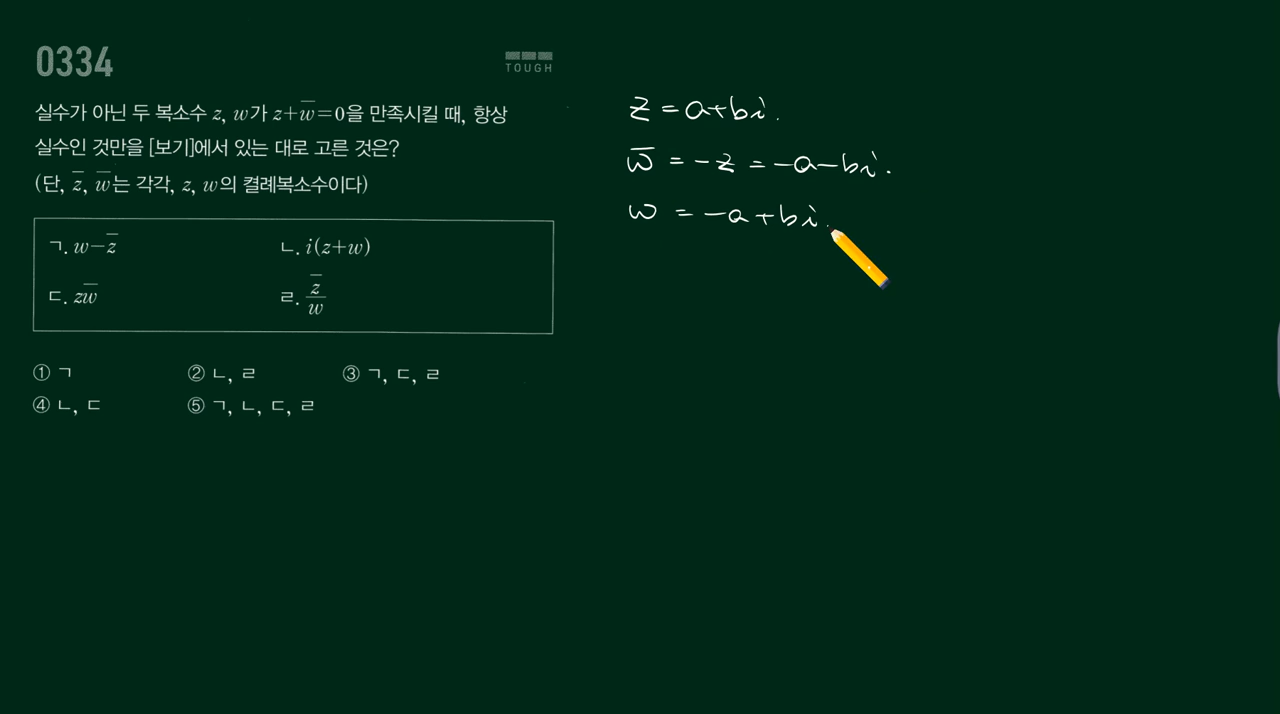 0334
TOUGH
실수가 아닌 두 복소수 z, w가 z+w̅=0을 만족시킬 때, 항상
실수인 것만을 [보기]에서 있는 대로 고른 것은?
(단, z̅, w̅는 각각, z, w의 켤레복소수이다)
ㄱ. w−z̅
ㄴ. i(z+w)
ㄷ. zw̅
ㄹ. z̅/w
① ㄱ
② ㄴ, ㄹ
③ ㄱ, ㄷ, ㄹ
④ ㄴ, ㄷ
⑤ ㄱ, ㄴ, ㄷ, ㄹ
z = a+bi.
w̅ = −z = −a−bi.
w = −a+bi.